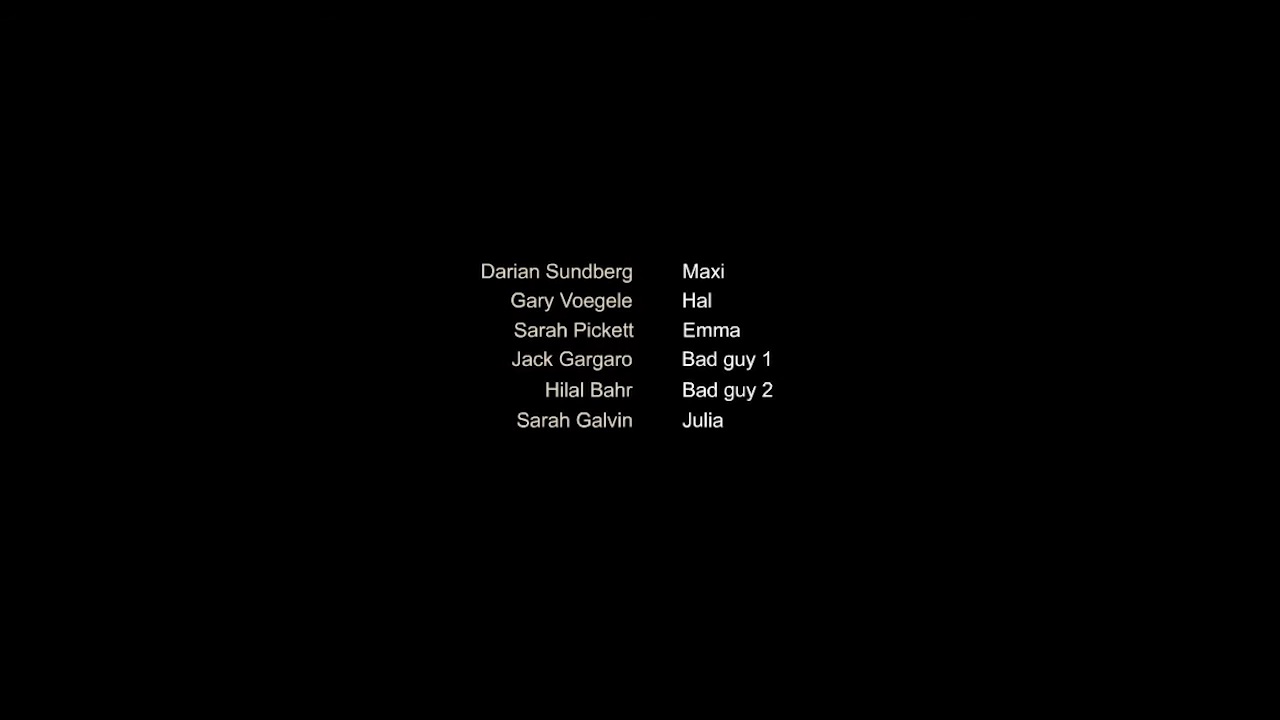 Darian Sundberg Maxi
Gary Voegele Hal
Sarah Pickett Emma
Jack Gargaro Bad guy 1
Hilal Bahr Bad guy 2
Sarah Galvin Julia